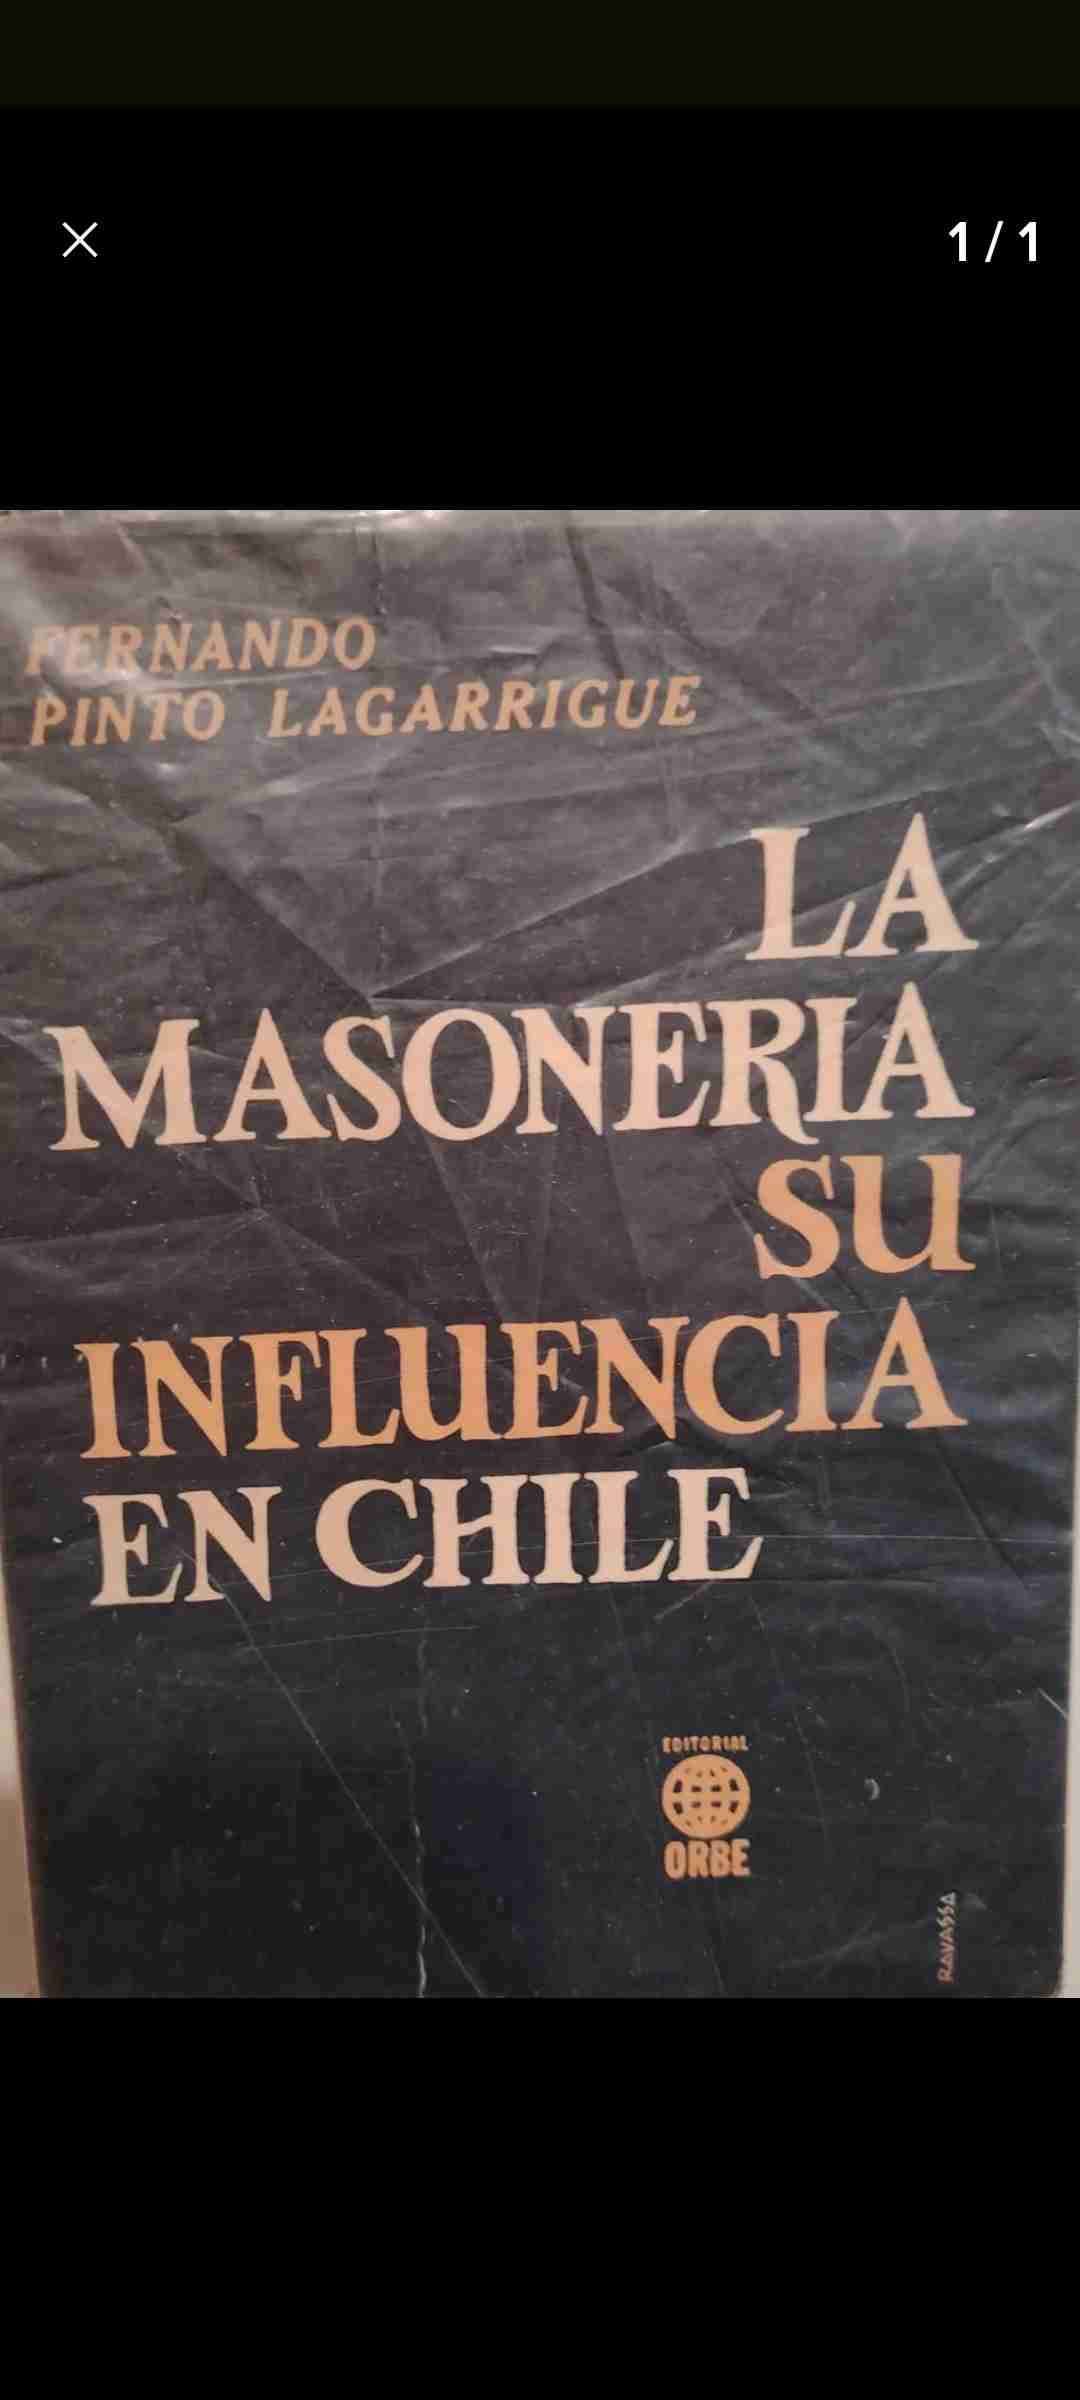 1 / 1
FERNANDO
PINTO LAGARRIGUE
LA
MASONERIA
SU
INFLUENCIA
EN CHILE
EDITORIAL
ORBE
RAVASSA